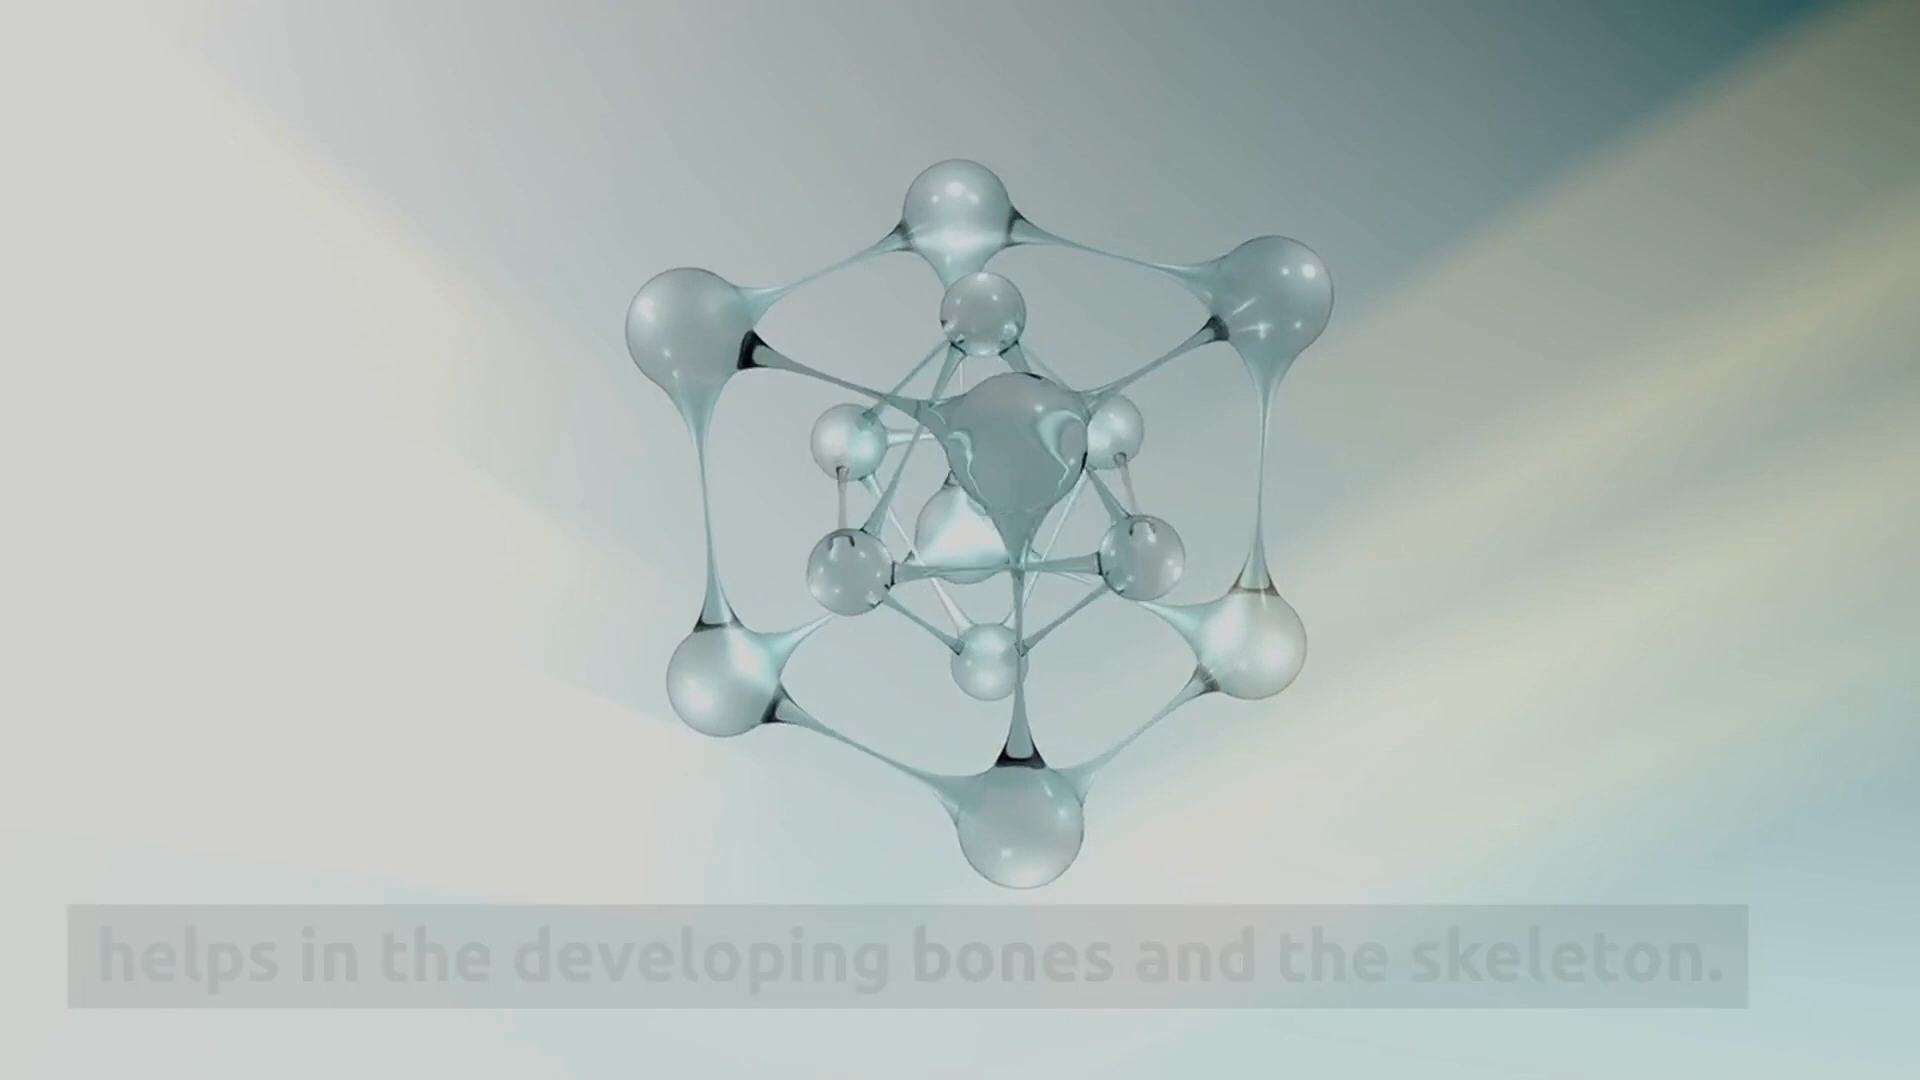 helps in the developing bones and the skeleton.